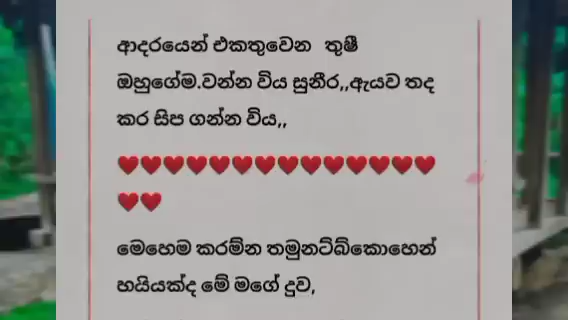 ආදරයෙන් එකතුවෙන තුෂී
ඔහුගේම.වන්න විය සුනීර,,ඇයව තද
කර සිප ගන්න විය,,
❤❤❤❤❤❤❤❤❤❤❤❤❤❤
❤❤
මෙහෙම කරම්න තමුනට්බ්කොහෙන්
හයියක්ද මේ මගේ දුව,